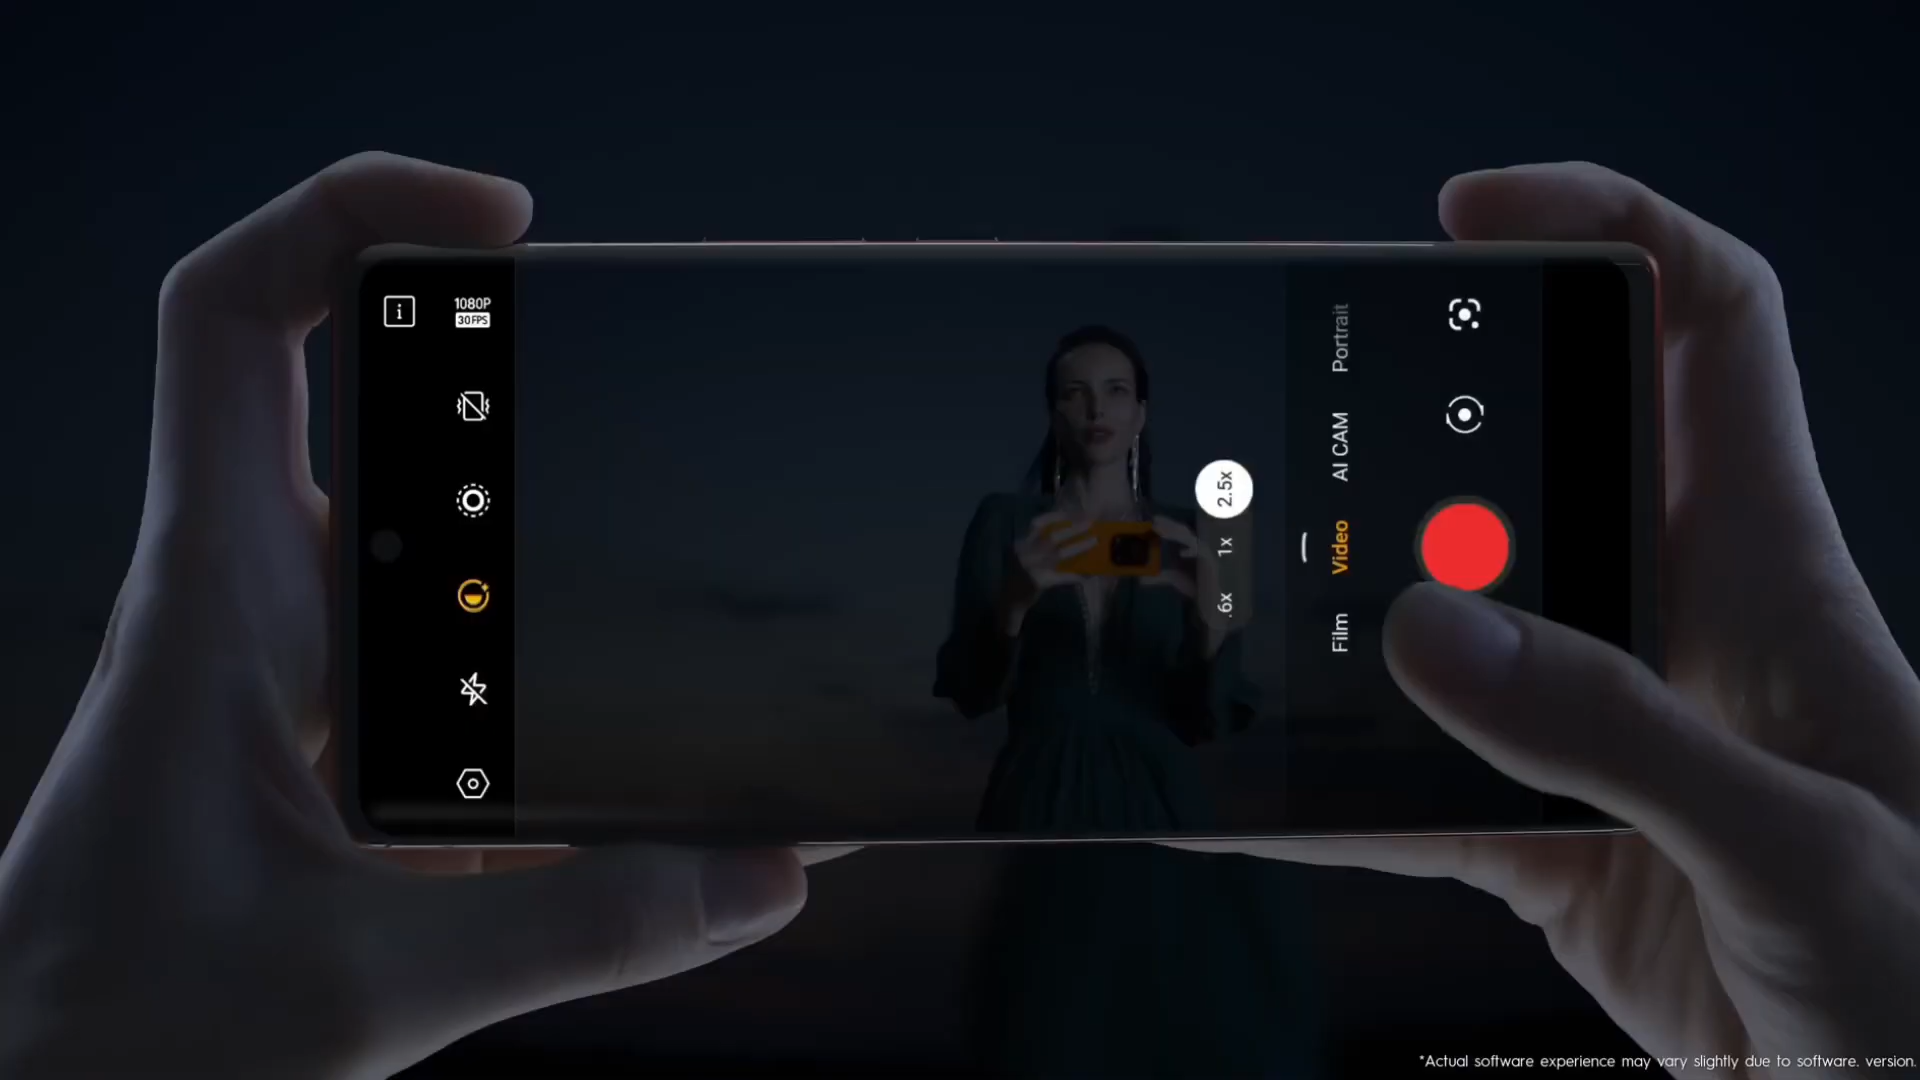 1080P
30FPS
Portrait
AI CAM
Video
Film
2.5x
1x
.6x
*Actual software experience may vary slightly due to software. version.